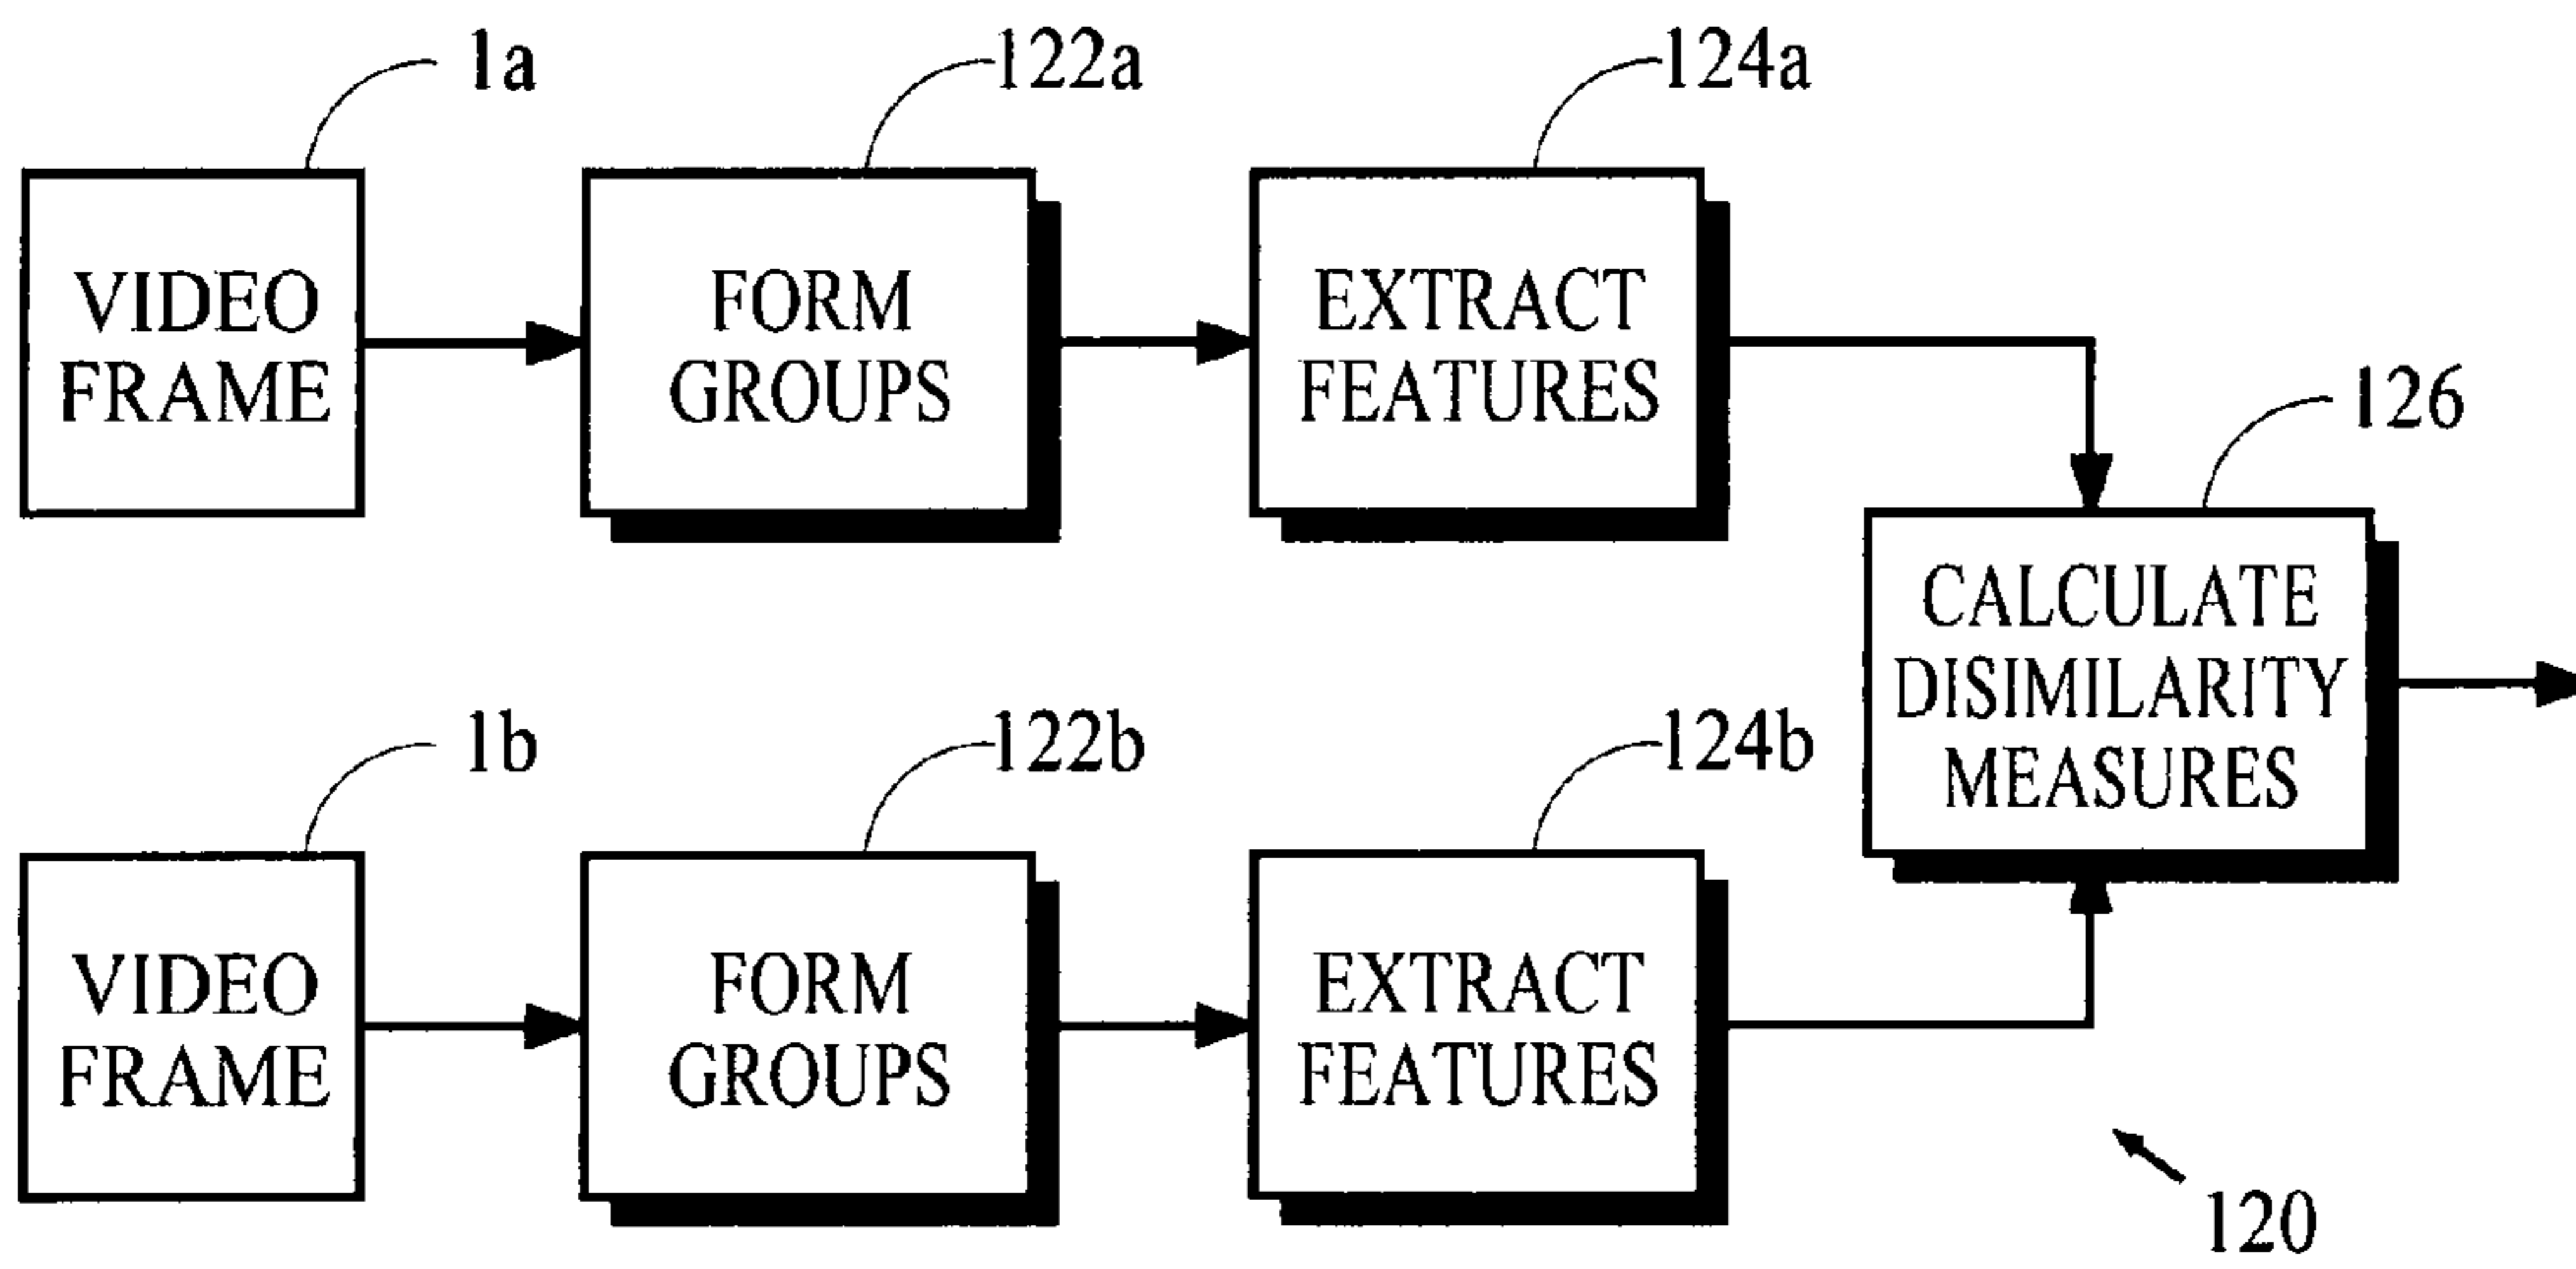 1a
122a
124a
VIDEO
FRAME
FORM
GROUPS
EXTRACT
FEATURES
126
CALCULATE
DISIMILARITY
MEASURES
1b
122b
124b
VIDEO
FRAME
FORM
GROUPS
EXTRACT
FEATURES
120